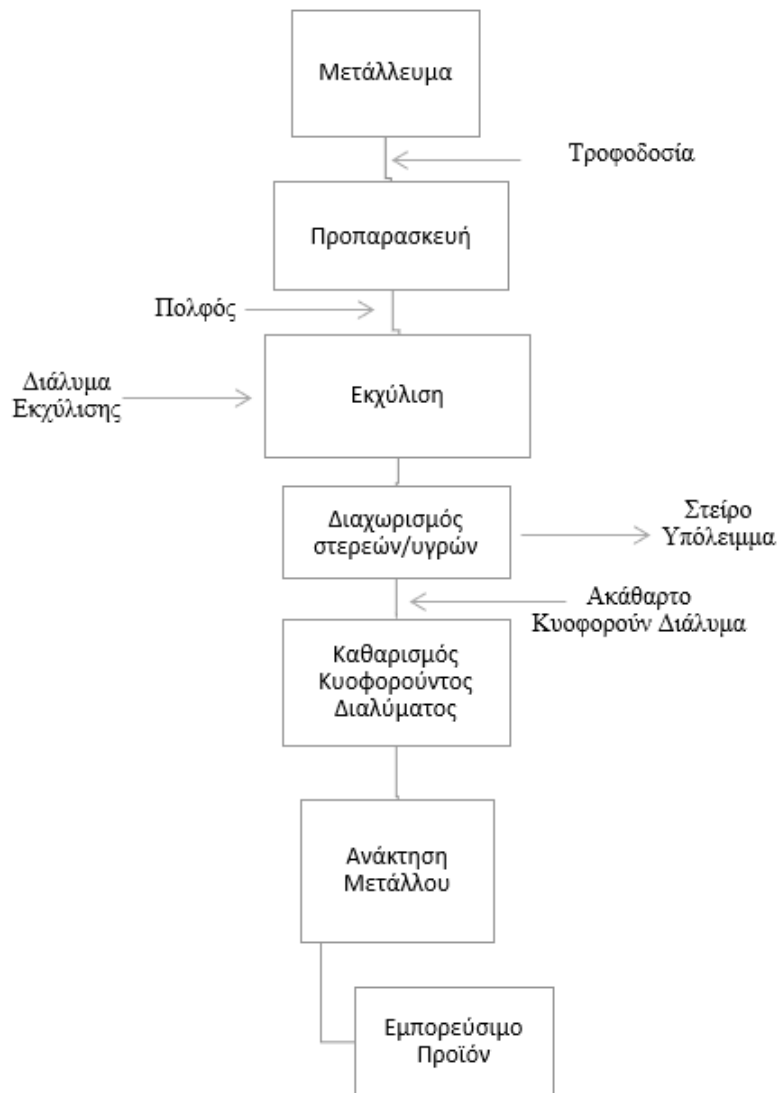 Μετάλλευμα
Τροφοδοσία
Προπαρασκευή
Πολφός
Διάλυμα
Εκχύλισης
Εκχύλιση
Διαχωρισμός
στερεών/υγρών
Στείρο
Υπόλειμμα
Ακάθαρτο
Κυοφορούν Διάλυμα
Καθαρισμός
Κυοφορούντος
Διαλύματος
Ανάκτηση
Μετάλλου
Εμπορεύσιμο
Προϊόν